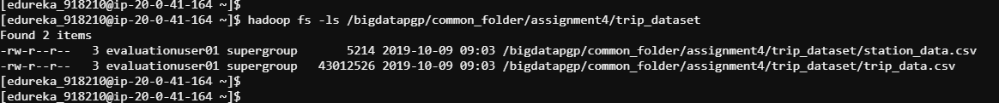 [edureka_918210@ip-20-0-41-164 ~]$
[edureka_918210@ip-20-0-41-164 ~]$ hadoop fs -ls /bigdatapgp/common_folder/assignment4/trip_dataset
Found 2 items
-rw-r--r--   3 evaluationuser01 supergroup       5214 2019-10-09 09:03 /bigdatapgp/common_folder/assignment4/trip_dataset/station_data.csv
-rw-r--r--   3 evaluationuser01 supergroup   43012526 2019-10-09 09:03 /bigdatapgp/common_folder/assignment4/trip_dataset/trip_data.csv
[edureka_918210@ip-20-0-41-164 ~]$
[edureka_918210@ip-20-0-41-164 ~]$